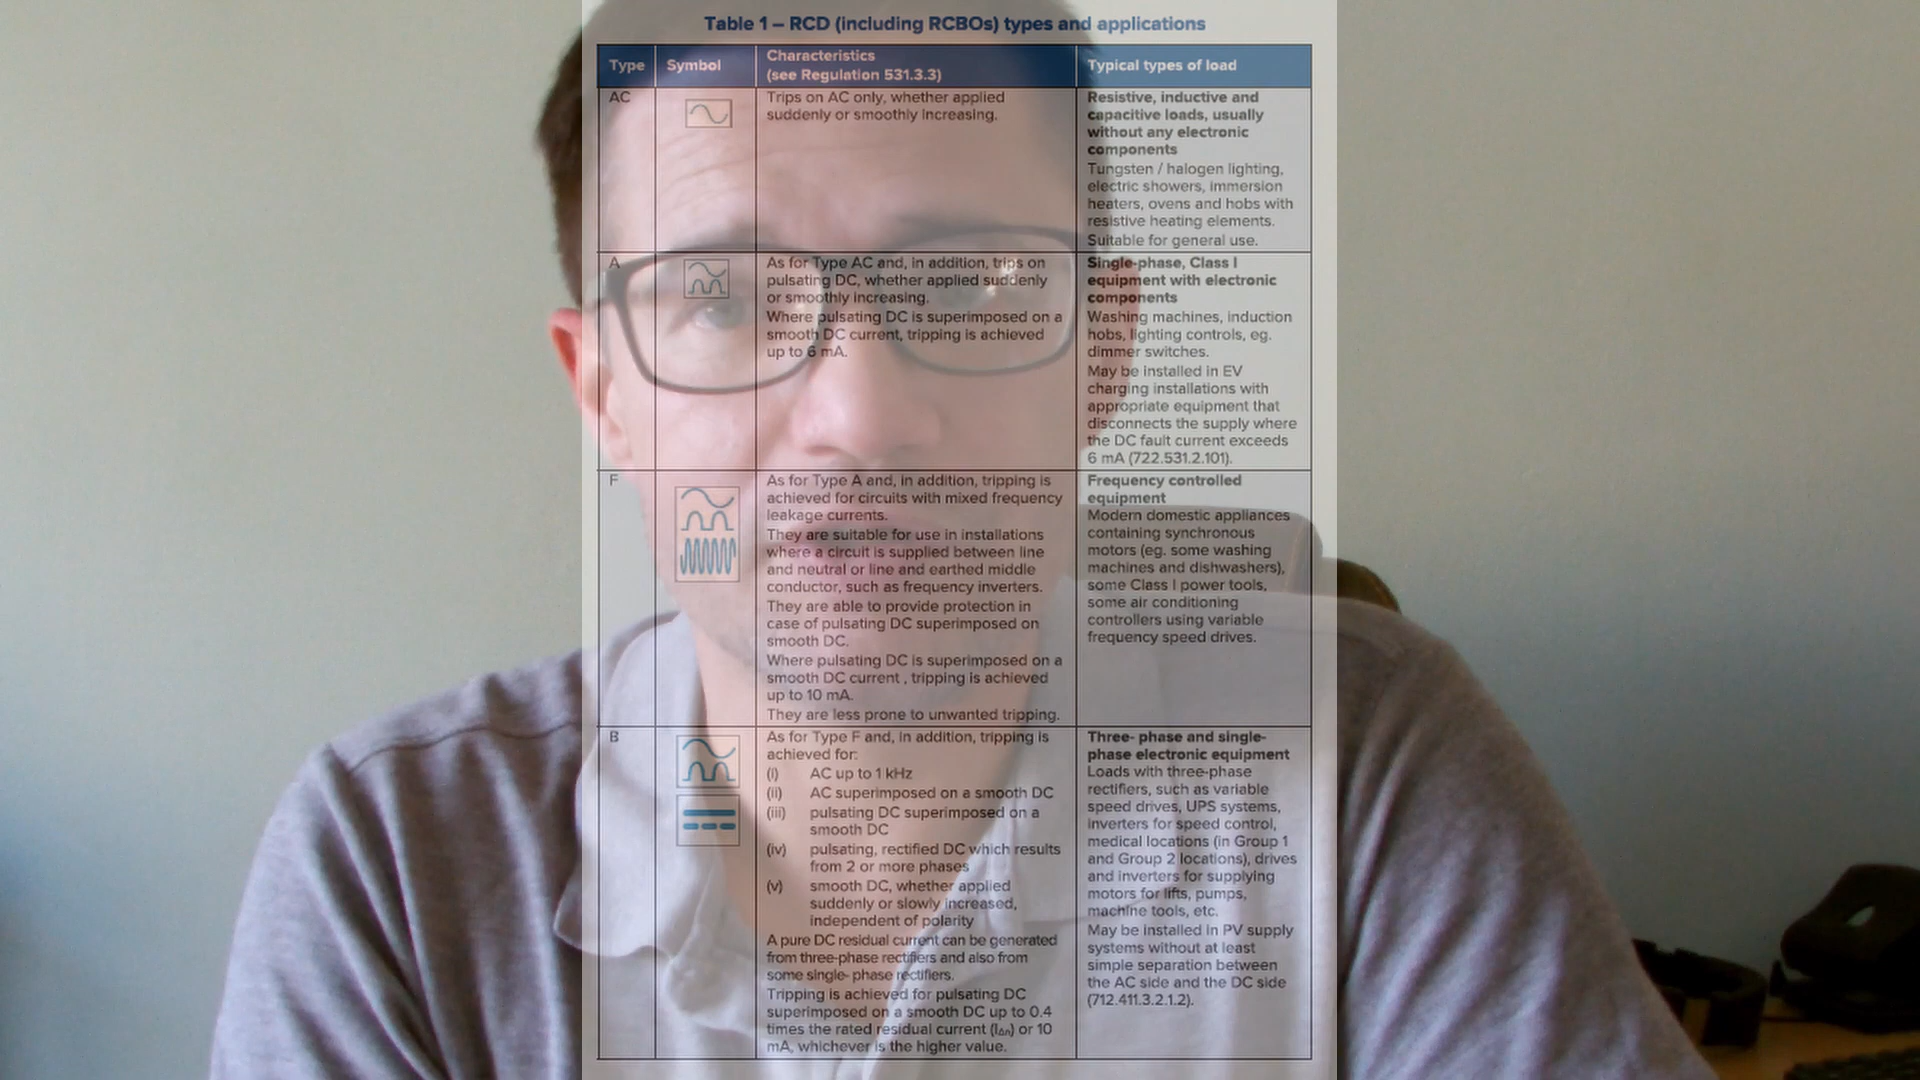 Table 1 – RCD (including RCBOs) types and applications
Type
Symbol
Characteristics
(see Regulation 531.3.3)
Typical types of load
AC
Trips on AC only, whether applied
suddenly or smoothly increasing.
Resistive, inductive and
capacitive loads, usually
without any electronic
components
Tungsten / halogen lighting,
electric showers, immersion
heaters, ovens and hobs with
resistive heating elements.
Suitable for general use.
A
As for Type AC and, in addition, trips on
pulsating DC, whether applied suddenly
or smoothly increasing.
Where pulsating DC is superimposed on a
smooth DC current, tripping is achieved
up to 6 mA.
Single-phase, Class I
equipment with electronic
components
Washing machines, induction
hobs, lighting controls, eg.
dimmer switches.
May be installed in EV
charging installations with
appropriate equipment that
disconnects the supply where
the DC fault current exceeds
6 mA (722.531.2.101).
F
As for Type A and, in addition, tripping is
achieved for circuits with mixed frequency
leakage currents.
They are suitable for use in installations
where a circuit is supplied between line
and neutral or line and earthed middle
conductor, such as frequency inverters.
They are able to provide protection in
case of pulsating DC superimposed on
smooth DC.
Where pulsating DC is superimposed on a
smooth DC current , tripping is achieved
up to 10 mA.
They are less prone to unwanted tripping.
Frequency controlled
equipment
Modern domestic appliances
containing synchronous
motors (eg. some washing
machines and dishwashers),
some Class I power tools,
some air conditioning
controllers using variable
frequency speed drives.
B
As for Type F and, in addition, tripping is
achieved for:
(i) AC up to 1 kHz
(ii) AC superimposed on a smooth DC
(iii) pulsating DC superimposed on a
smooth DC
(iv) pulsating, rectified DC which results
from 2 or more phases
(v) smooth DC, whether applied
suddenly or slowly increased,
independent of polarity
A pure DC residual current can be generated
from three-phase rectifiers and also from
some single- phase rectifiers.
Tripping is achieved for pulsating DC
superimposed on a smooth DC up to 0.4
times the rated residual current (IΔn) or 10
mA, whichever is the higher value.
Three- phase and single-
phase electronic equipment
Loads with three-phase
rectifiers, such as variable
speed drives, UPS systems,
inverters for speed control,
medical locations (in Group 1
and Group 2 locations), drives
and inverters for supplying
motors for lifts, pumps,
machine tools, etc.
May be installed in PV supply
systems without at least
simple separation between
the AC side and the DC side
(712.411.3.2.1.2).